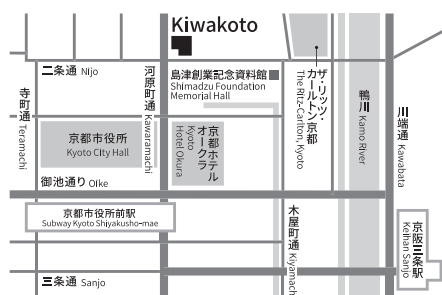 Kiwakoto
二条通 Nijo
島津創業記念資料館
Shimadzu Foundation
Memorial Hall
ザ・リッツ・
カールトン京都
The Ritz-Carlton, Kyoto
寺町通 Teramachi
河原町通 Kawaramachi
鴨川 Kamo River
川端通 Kawabata
京都市役所
Kyoto City Hall
京都ホテル
オークラ
Kyoto
Hotel Okura
御池通り Oike
京都市役所前駅
Subway Kyoto Shiyakusho-mae
木屋町通 Kiyamach
京阪三条駅
Keihan Sanjo
三条通 Sanjo